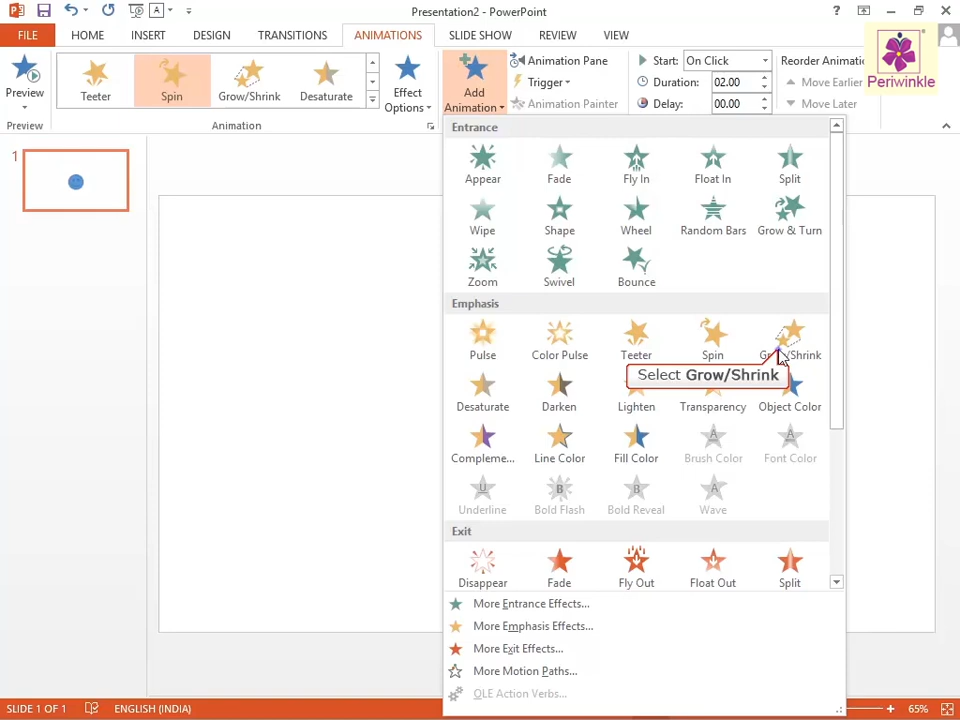 Presentation2 - PowerPoint
FILE HOME INSERT DESIGN TRANSITIONS ANIMATIONS SLIDE SHOW REVIEW VIEW
Periwinkle
Preview
Teeter Spin Grow/Shrink Desaturate
Effect Options
Add Animation
Animation Pane
Trigger
Animation Painter
Start: On Click
Duration: 02.00
Delay: 00.00
Reorder Animatio
Move Earlier
Move Later
Preview Animation
1
Entrance
Appear Fade Fly In Float In Split
Wipe Shape Wheel Random Bars Grow & Turn
Zoom Swivel Bounce
Emphasis
Pulse Color Pulse Teeter Spin Grow/Shrink
Select Grow/Shrink
Desaturate Darken Lighten Transparency Object Color
Compleme... Line Color Fill Color Brush Color Font Color
Underline Bold Flash Bold Reveal Wave
Exit
Disappear Fade Fly Out Float Out Split
More Entrance Effects...
More Emphasis Effects...
More Exit Effects...
More Motion Paths...
OLE Action Verbs...
SLIDE 1 OF 1 ENGLISH (INDIA) 65%